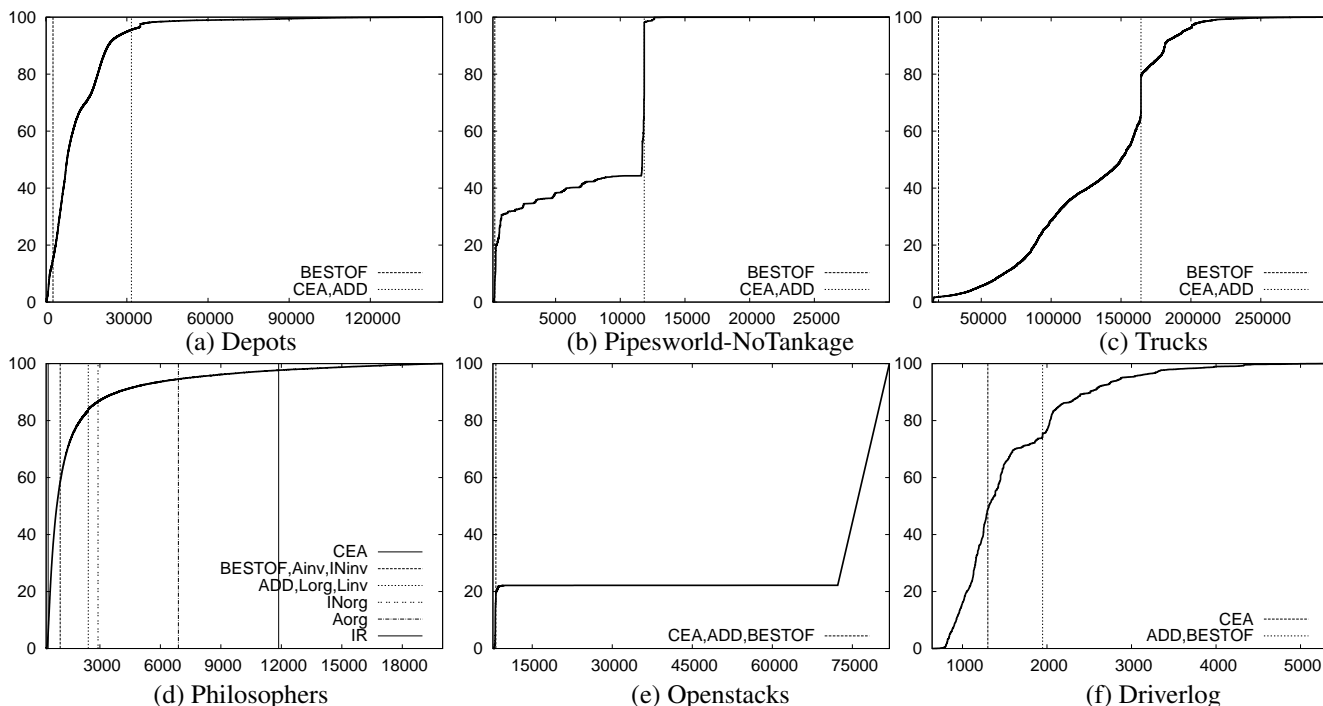 100
80
60
40
20
0
BESTOF
CEA,ADD
0 30000 60000 90000 120000
(a) Depots
100
80
60
40
20
0
BESTOF
CEA,ADD
5000 10000 15000 20000 25000
(b) Pipesworld-NoTankage
100
80
60
40
20
0
BESTOF
CEA,ADD
50000 100000 150000 200000 250000
(c) Trucks
100
80
60
40
20
0
CEA
BESTOF,Ainv,INinv
ADD,Lorg,Linv
INorg
Aorg
IR
3000 6000 9000 12000 15000 18000
(d) Philosophers
100
80
60
40
20
0
CEA,ADD,BESTOF
15000 30000 45000 60000 75000
(e) Openstacks
100
80
60
40
20
0
CEA
ADD,BESTOF
1000 2000 3000 4000 5000
(f) Driverlog